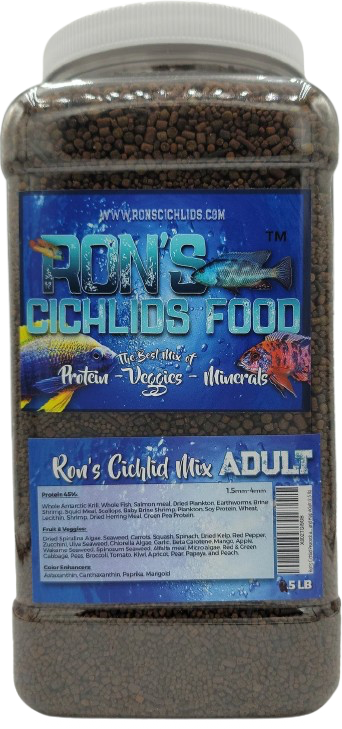 WWW.RONSCICHLIDS.COM
RON'S
TM
CICHLIDS FOOD
The Best Mix of
Protein - Veggies - Minerals
Ron's Cichlid Mix ADULT
1.5mm-4mm
Protein 45%:
Whole Antarctic Krill, Whole Fish, Salmon meal, Dried Plankton, Earthworms, Brine
Shrimp, Squid Meal, Scallops, Baby Brine Shrimp, Plankton, Soy Protein, Wheat,
Lecithin, Shrimp, Dried Herring Meal, Green Pea Protein.
Fruit & Veggies:
Dried Spirulina Algae, Seaweed, Carrots, Squash, Spinach, Dried Kelp, Red Pepper,
Zucchini, Ulva Seaweed, Chlorella Algae, Garlic, Beta Carotene, Mango, Apple,
Wakame Seaweed, Spinosum Seaweed, Alfalfa meal, Microalgae, Red & Green
Cabbage, Peas, Broccoli, Tomato, Kiwi, Apricot, Pear, Papaya, and Peach.
Color Enhancers:
Astaxanthin, Canthaxanthin, Paprika, Marigold
5 LB